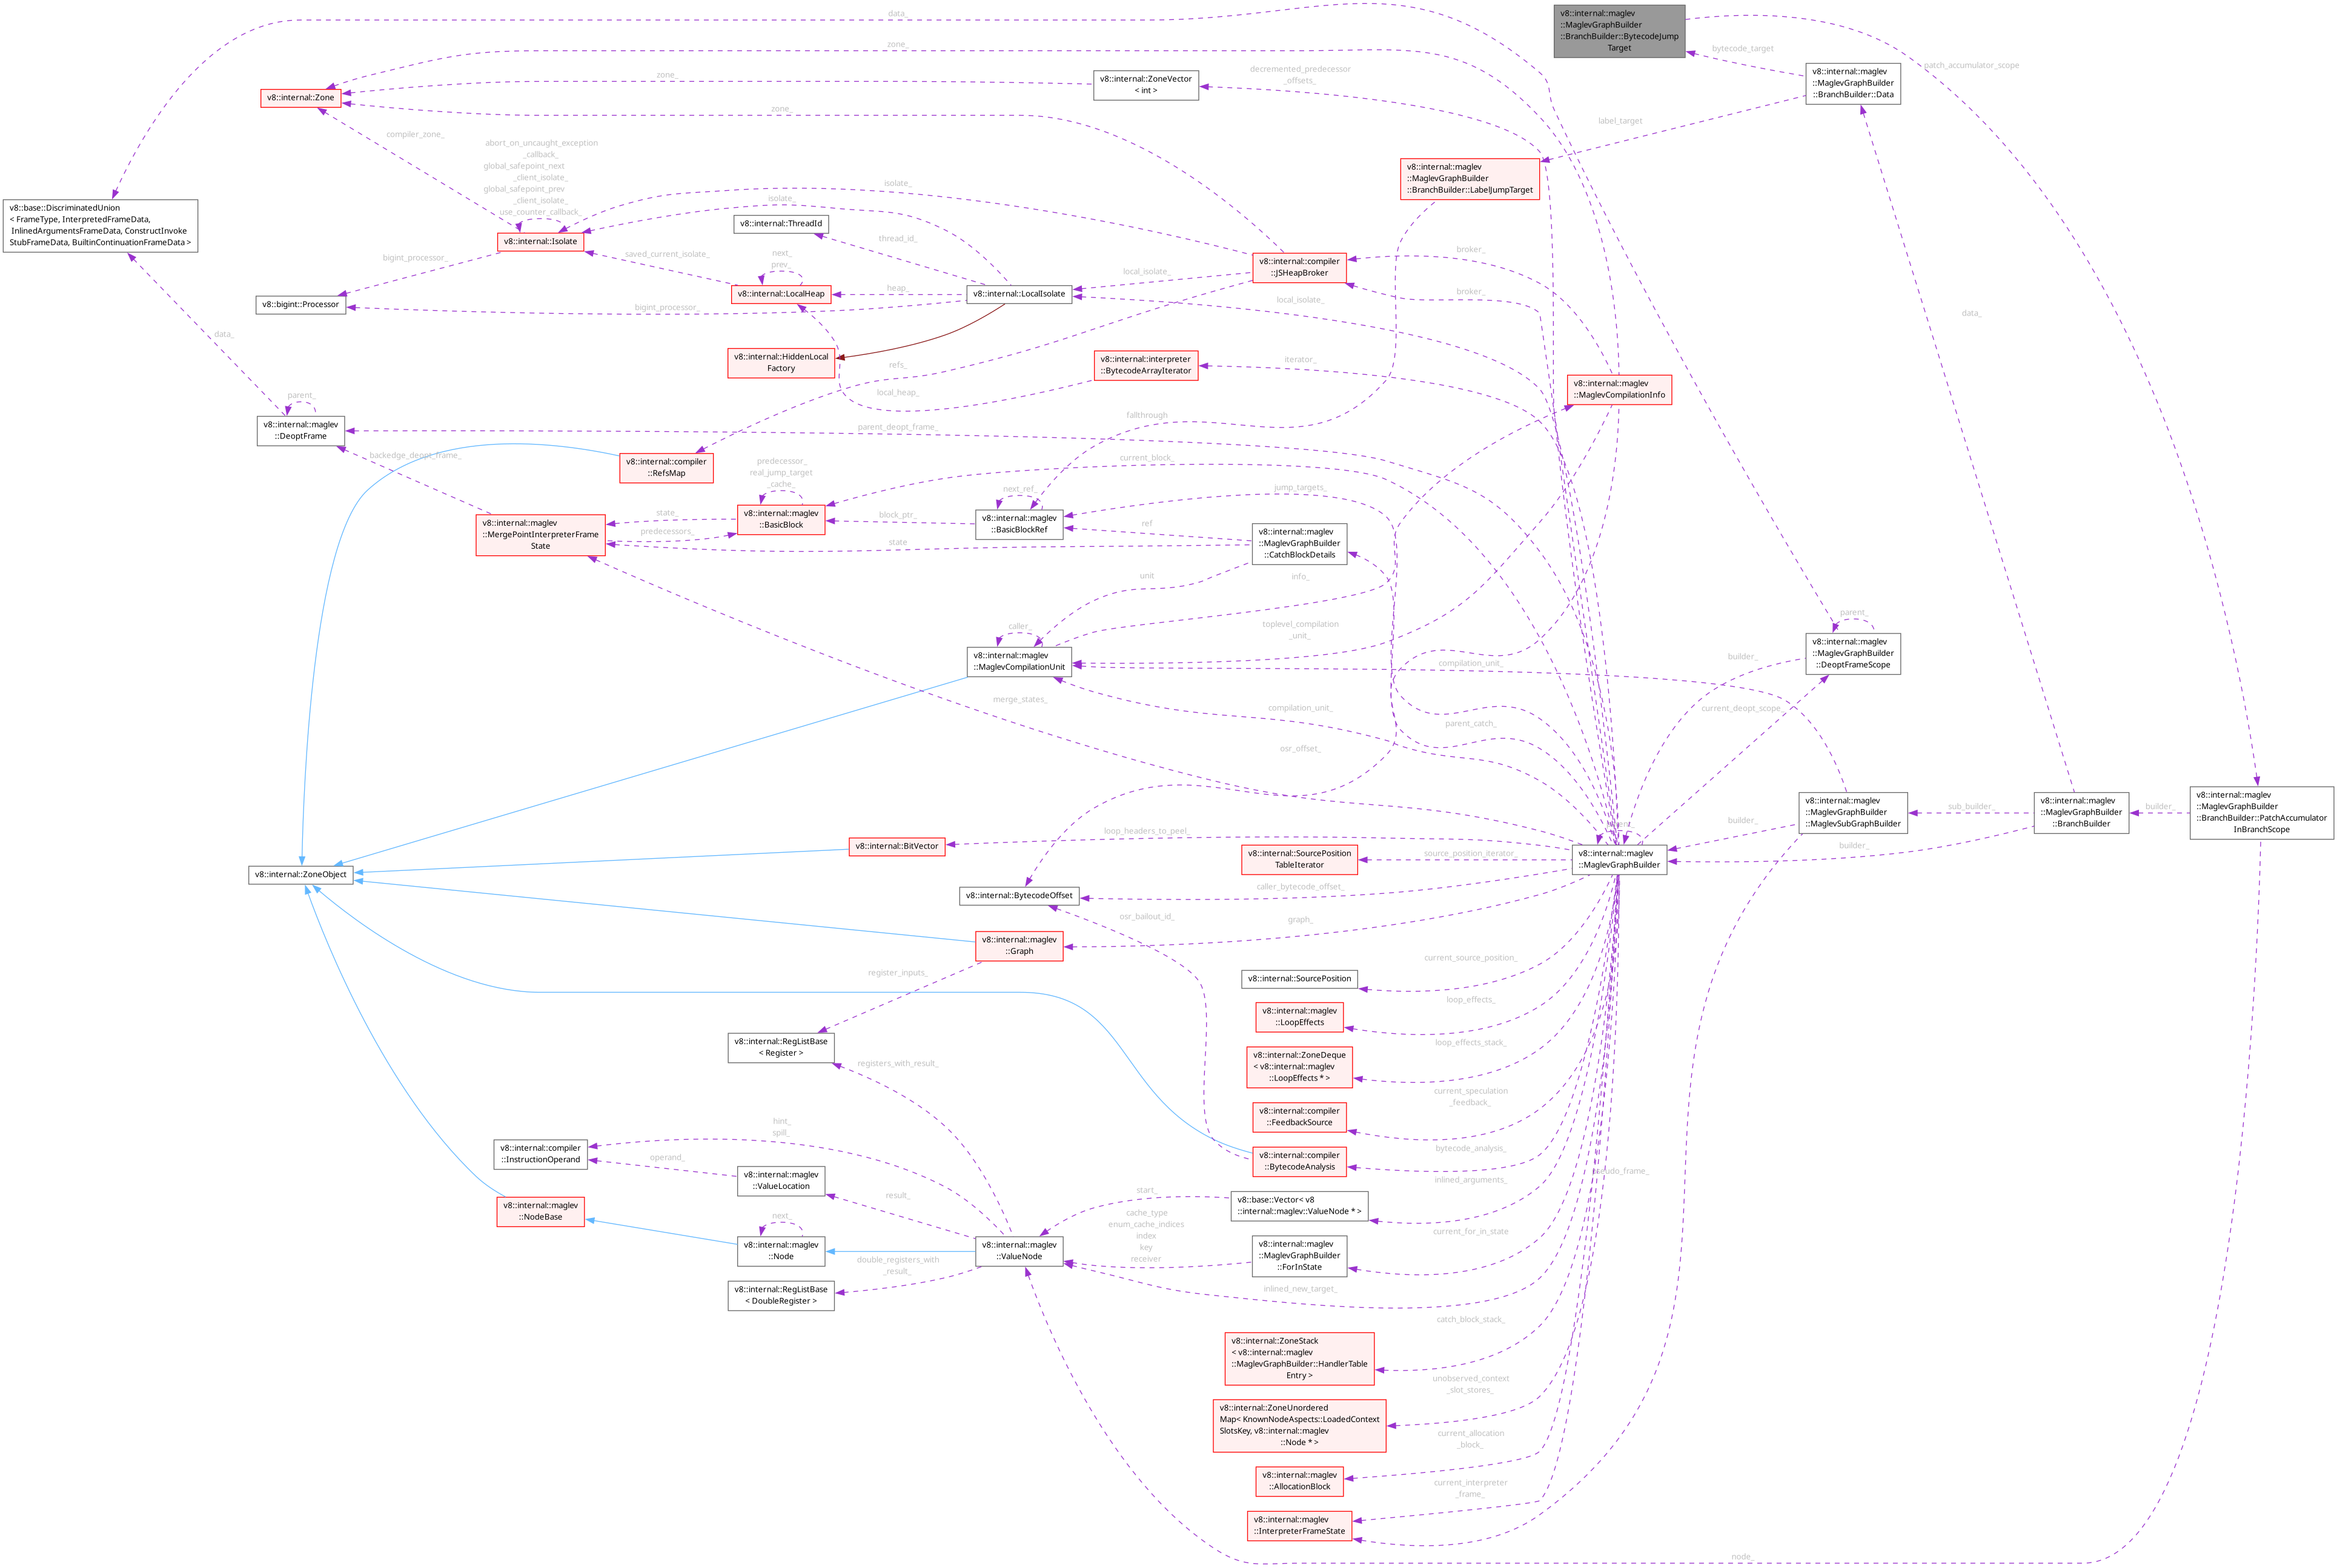 data_
v8::internal::maglev
::MaglevGraphBuilder
::BranchBuilder::BytecodeJump
Target
zone_
bytecode_target
patch_accumulator_scope
zone_
decremented_predecessor
_offsets_
v8::internal::ZoneVector
< int >
v8::internal::maglev
::MaglevGraphBuilder
::BranchBuilder::Data
v8::internal::Zone
zone_
label_target
compiler_zone_
abort_on_uncaught_exception
_callback_
global_safepoint_next
_client_isolate_
global_safepoint_prev
_client_isolate_
use_counter_callback_
v8::internal::maglev
::MaglevGraphBuilder
::BranchBuilder::LabelJumpTarget
isolate_
isolate_
v8::base::DiscriminatedUnion
< FrameType, InterpretedFrameData,
InlinedArgumentsFrameData, ConstructInvoke
StubFrameData, BuiltinContinuationFrameData >
v8::internal::ThreadId
v8::internal::Isolate
thread_id_
bigint_processor_
saved_current_isolate_
next_
prev_
v8::internal::compiler
::JSHeapBroker
broker_
local_isolate_
heap_
v8::internal::LocalHeap
v8::internal::LocalIsolate
broker_
local_isolate_
v8::bigint::Processor
bigint_processor_
data_
data_
v8::internal::HiddenLocal
Factory
refs_
v8::internal::interpreter
::BytecodeArrayIterator
iterator_
local_heap_
v8::internal::maglev
::MaglevCompilationInfo
parent_
v8::internal::maglev
::DeoptFrame
fallthrough
parent_deopt_frame_
backedge_deopt_frame_
v8::internal::compiler
::RefsMap
predecessor_
real_jump_target
_cache_
current_block_
jump_targets_
next_ref_
v8::internal::maglev
::MergePointInterpreterFrame
State
state_
predecessors_
v8::internal::maglev
::BasicBlock
block_ptr_
v8::internal::maglev
::BasicBlockRef
ref
state
v8::internal::maglev
::MaglevGraphBuilder
::CatchBlockDetails
unit
info_
caller_
v8::internal::maglev
::MaglevCompilationUnit
toplevel_compilation
_unit_
parent_
v8::internal::maglev
::MaglevGraphBuilder
::DeoptFrameScope
compilation_unit_
builder_
merge_states_
compilation_unit_
parent_catch_
current_deopt_scope_
osr_offset_
v8::internal::maglev
::MaglevGraphBuilder
::MaglevSubGraphBuilder
sub_builder_
v8::internal::maglev
::MaglevGraphBuilder
::BranchBuilder
builder_
v8::internal::maglev
::MaglevGraphBuilder
::BranchBuilder::PatchAccumulator
InBranchScope
loop_headers_to_peel_
v8::internal::BitVector
parent_
builder_
builder_
v8::internal::SourcePosition
TableIterator
source_position_iterator_
v8::internal::maglev
::MaglevGraphBuilder
v8::internal::ZoneObject
v8::internal::BytecodeOffset
caller_bytecode_offset_
osr_bailout_id_
graph_
v8::internal::maglev
::Graph
register_inputs_
v8::internal::SourcePosition
current_source_position_
v8::internal::maglev
::LoopEffects
loop_effects_
v8::internal::RegListBase
< Register >
registers_with_result_
v8::internal::ZoneDeque
< v8::internal::maglev
::LoopEffects * >
loop_effects_stack_
v8::internal::compiler
::FeedbackSource
current_speculation
_feedback_
hint_
spill_
v8::internal::compiler
::InstructionOperand
operand_
v8::internal::maglev
::ValueLocation
result_
v8::internal::compiler
::BytecodeAnalysis
bytecode_analysis_
pseudo_frame_
inlined_arguments_
start_
v8::base::Vector< v8
::internal::maglev::ValueNode * >
v8::internal::maglev
::NodeBase
next_
v8::internal::maglev
::Node
v8::internal::maglev
::ValueNode
cache_type
enum_cache_indices
index
key
receiver
v8::internal::maglev
::MaglevGraphBuilder
::ForInState
current_for_in_state
double_registers_with
_result_
v8::internal::RegListBase
< DoubleRegister >
inlined_new_target_
v8::internal::ZoneStack
< v8::internal::maglev
::MaglevGraphBuilder::HandlerTable
Entry >
catch_block_stack_
v8::internal::ZoneUnordered
Map< KnownNodeAspects::LoadedContext
SlotsKey, v8::internal::maglev
::Node * >
unobserved_context
_slot_stores_
v8::internal::maglev
::AllocationBlock
current_allocation
_block_
v8::internal::maglev
::InterpreterFrameState
current_interpreter
_frame_
node_